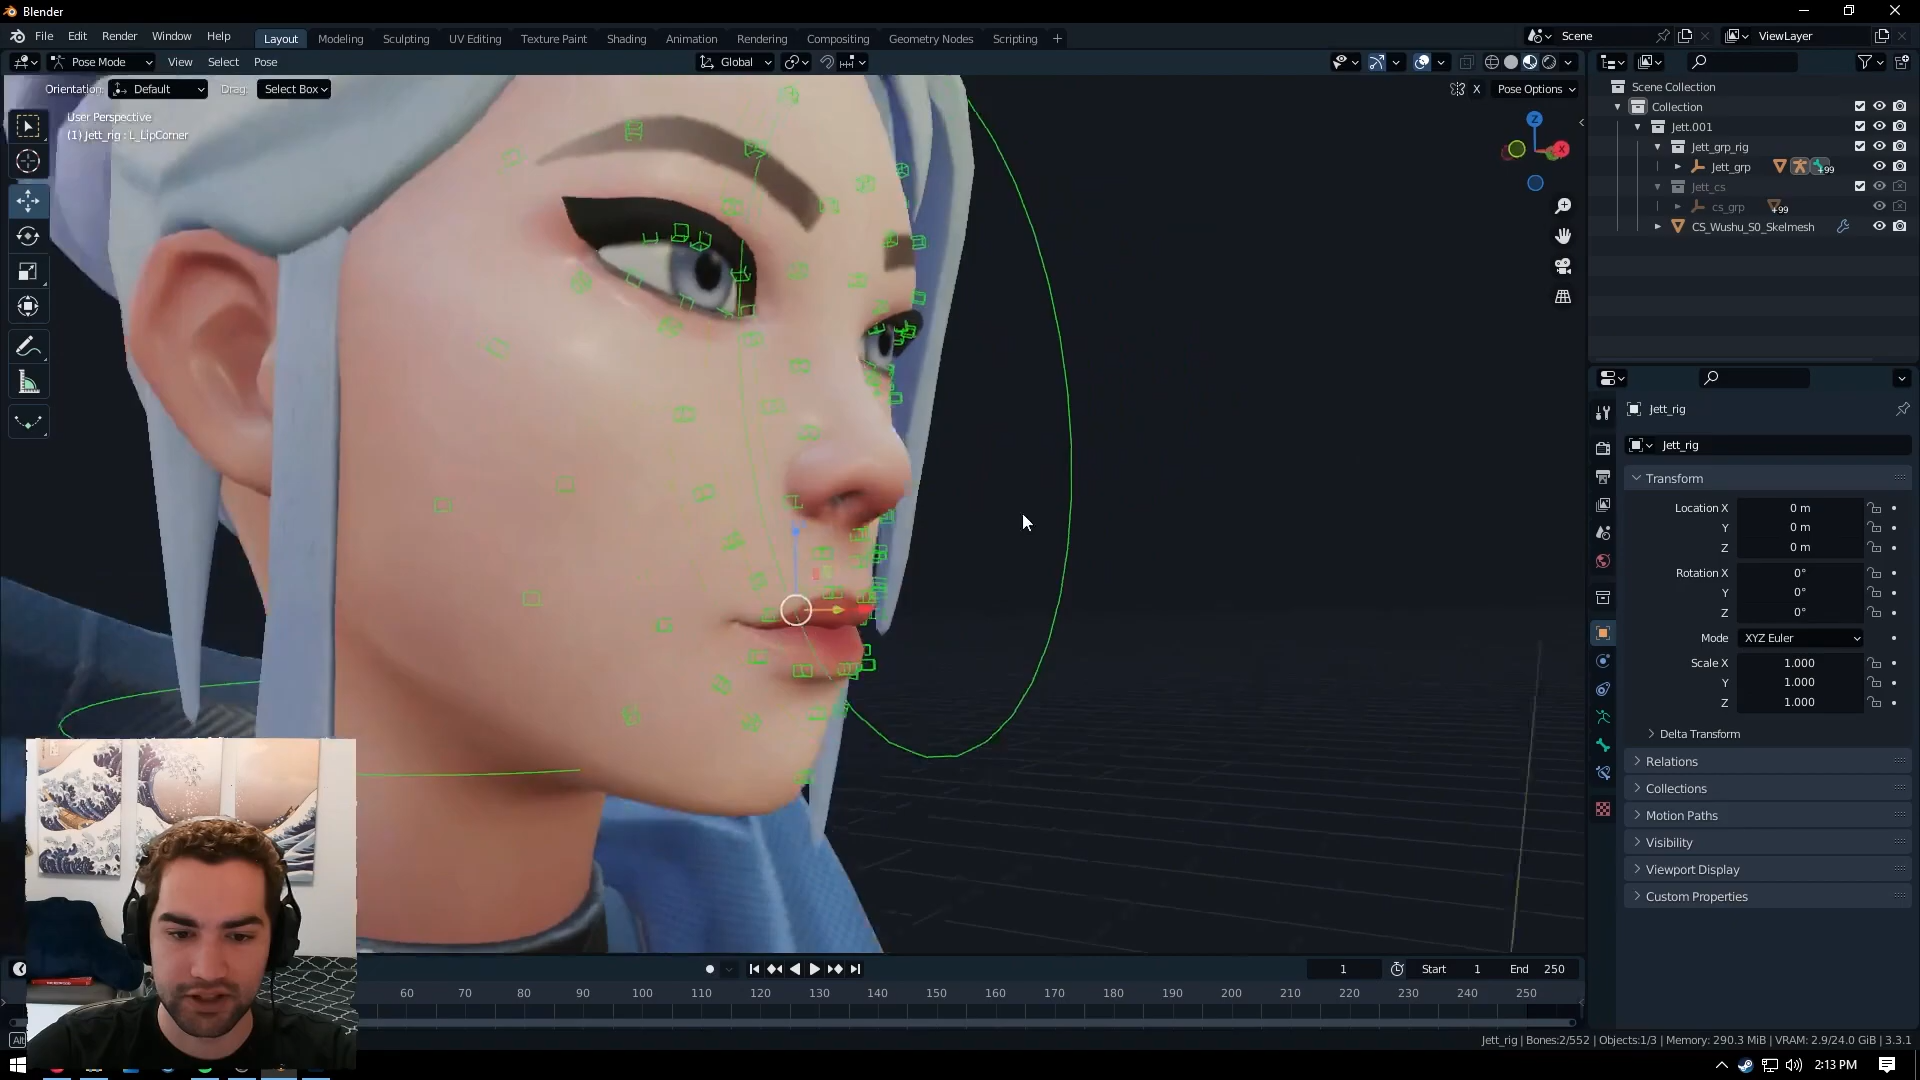 Blender
File Edit Render Window Help
Layout Modeling Sculpting UV Editing Texture Paint Shading Animation Rendering Compositing Geometry Nodes Scripting +
Scene
ViewLayer
Pose Mode View Select Pose
Global
Orientation: Default Drag: Select Box
X Pose Options
User Perspective
(1) Jett_rig : L_LipCorner
Z
X
Scene Collection
Collection
Jett.001
Jett_grp_rig
Jett_grp +99
Jett_cs
cs_grp +99
CS_Wushu_S0_Skelmesh
Jett_rig
Jett_rig
Transform
Location X 0 m
Y 0 m
Z 0 m
Rotation X 0°
Y 0°
Z 0°
Mode XYZ Euler
Scale X 1.000
Y 1.000
Z 1.000
Delta Transform
Relations
Collections
Motion Paths
Visibility
Viewport Display
Custom Properties
1 Start 1 End 250
60 70 80 90 100 110 120 130 140 150 160 170 180 190 200 210 220 230 240 250
Alt
Jett_rig | Bones:2/552 | Objects:1/3 | Memory: 290.3 MiB | VRAM: 2.9/24.0 GiB | 3.3.1
2:13 PM